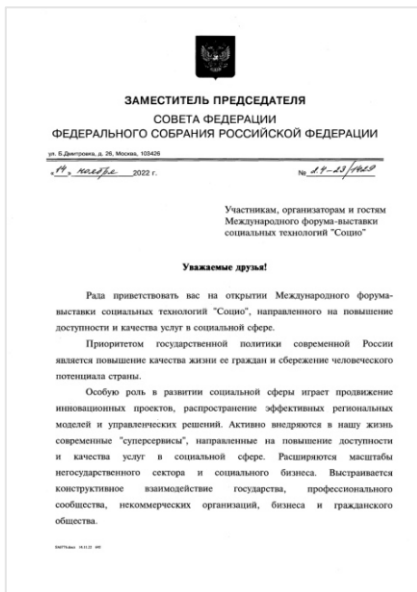 ЗАМЕСТИТЕЛЬ ПРЕДСЕДАТЕЛЯ
СОВЕТА ФЕДЕРАЦИИ
ФЕДЕРАЛЬНОГО СОБРАНИЯ РОССИЙСКОЙ ФЕДЕРАЦИИ
ул. Б.Дмитровка, д. 26, Москва, 103426
"14" ноября 2022 г. № 24-23/1429
Участникам, организаторам и гостям
Международного форума-выставки
социальных технологий "Социо"
Уважаемые друзья!
Рада приветствовать вас на открытии Международного форума-
выставки социальных технологий "Социо", направленного на повышение
доступности и качества услуг в социальной сфере.
Приоритетом государственной политики современной России
является повышение качества жизни ее граждан и сбережение человеческого
потенциала страны.
Особую роль в развитии социальной сферы играет продвижение
инновационных проектов, распространение эффективных региональных
моделей и управленческих решений. Активно внедряются в нашу жизнь
современные "суперсервисы", направленные на повышение доступности
и качества услуг в социальной сфере. Расширяются масштабы
негосударственного сектора и социального бизнеса. Выстраивается
конструктивное взаимодействие государства, профессионального
сообщества, некоммерческих организаций, бизнеса и гражданского
общества.